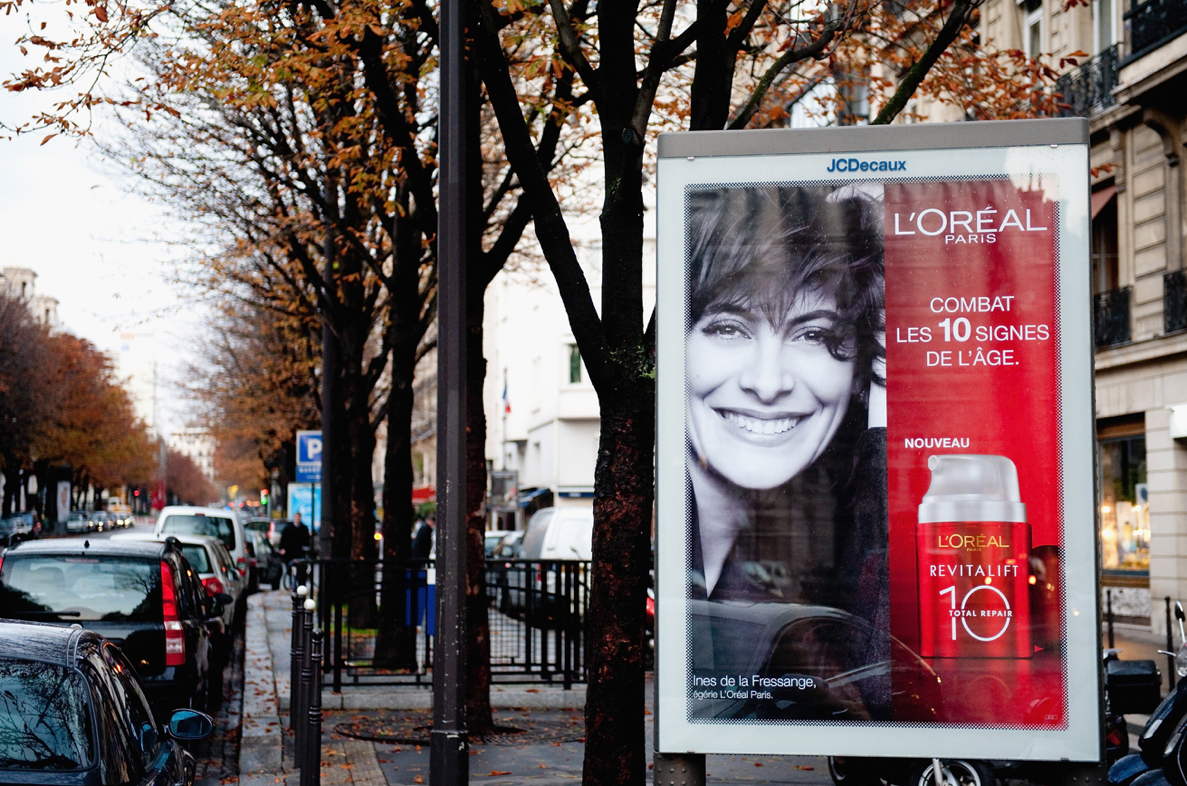 JCDecaux
L'ORÉAL
PARIS
COMBAT
LES 10 SIGNES
DE L'ÂGE.
NOUVEAU
L'ORÉAL
PARIS
REVITALIFT
10
TOTAL REPAIR
Ines de la Fressange,
égérie L'Oréal Paris.
P